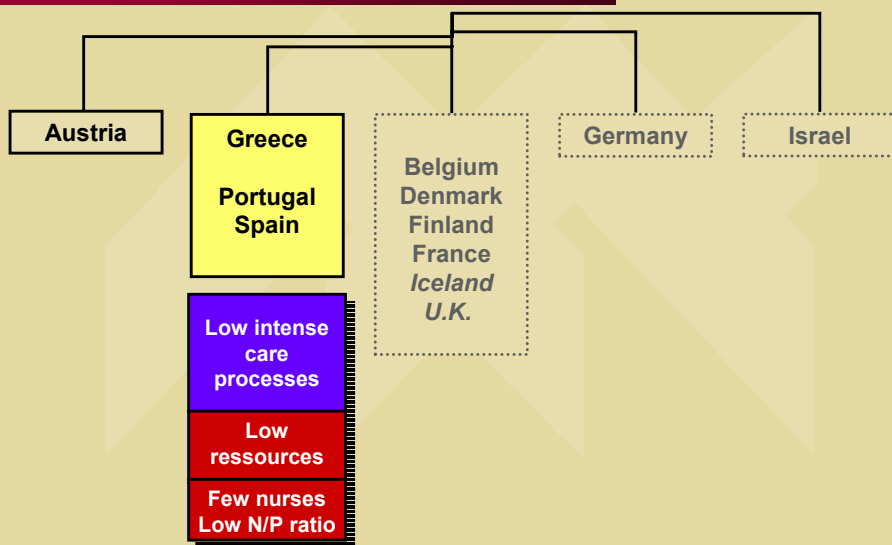 Austria
Greece
Portugal
Spain
Belgium
Denmark
Finland
France
Iceland
U.K.
Germany
Israel
Low intense
care
processes
Low
ressources
Few nurses
Low N/P ratio